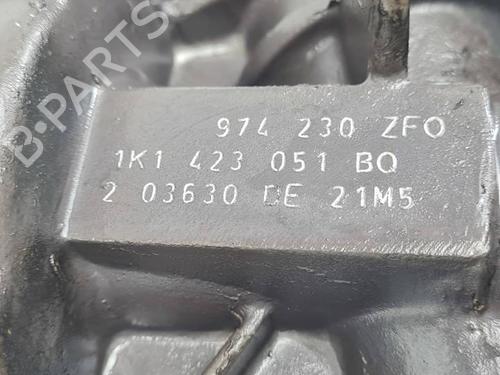 B-PARTS
974 230 ZFO
1K1 423 051 BQ
2 03630 DE 21M5